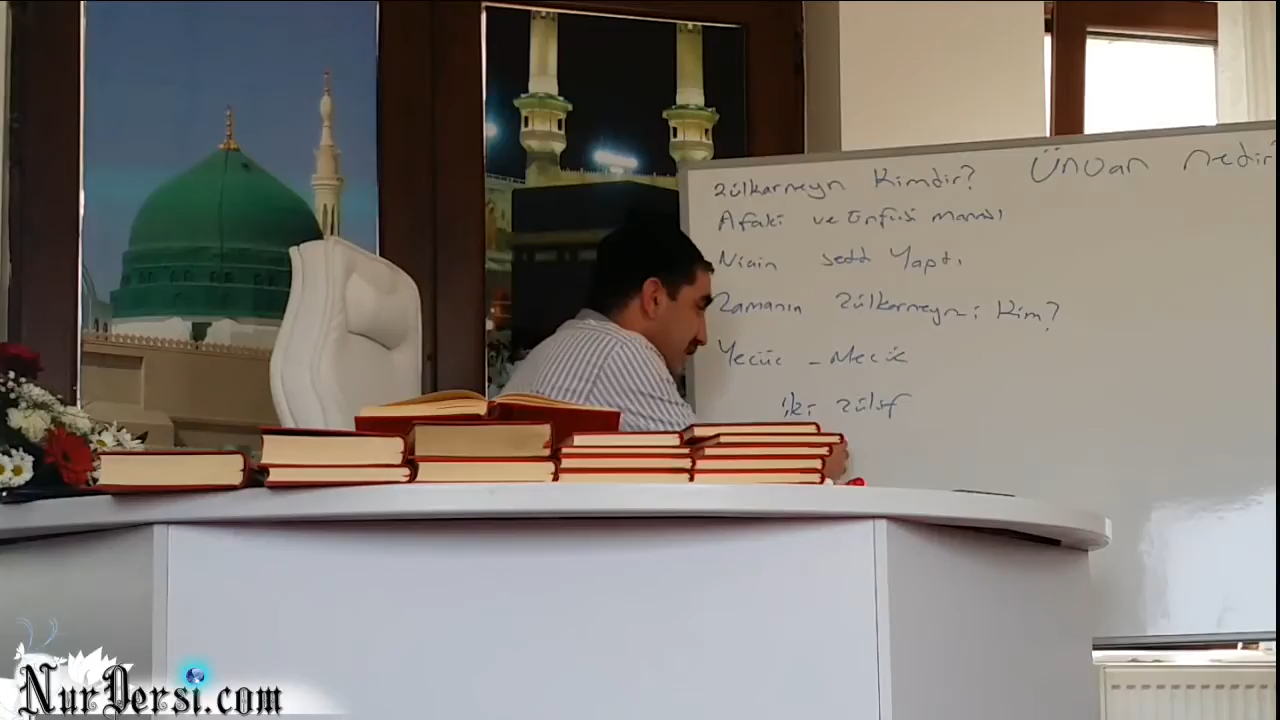 Zülkarneyn Kimdir? Ünvan nedir
Afaki ve Enfüsi manası
Niçin sedd Yaptı
Zamanın Zülkarneyn-i Kim?
Yecüc - Mecüc
iki zülüf
NurDersi.com